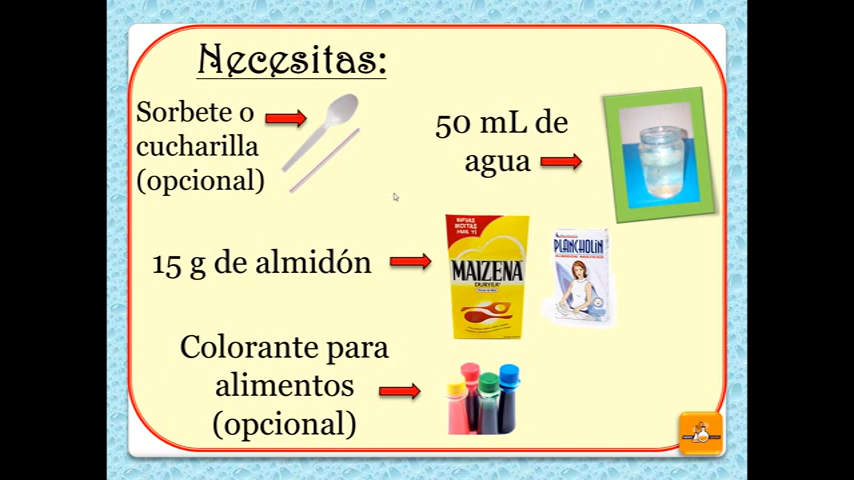 Necesitas:
Sorbete o
cucharilla
(opcional)
50 mL de
agua
15 g de almidón
MAIZENA
DURYEA
PLANCHOLIN
Colorante para
alimentos
(opcional)